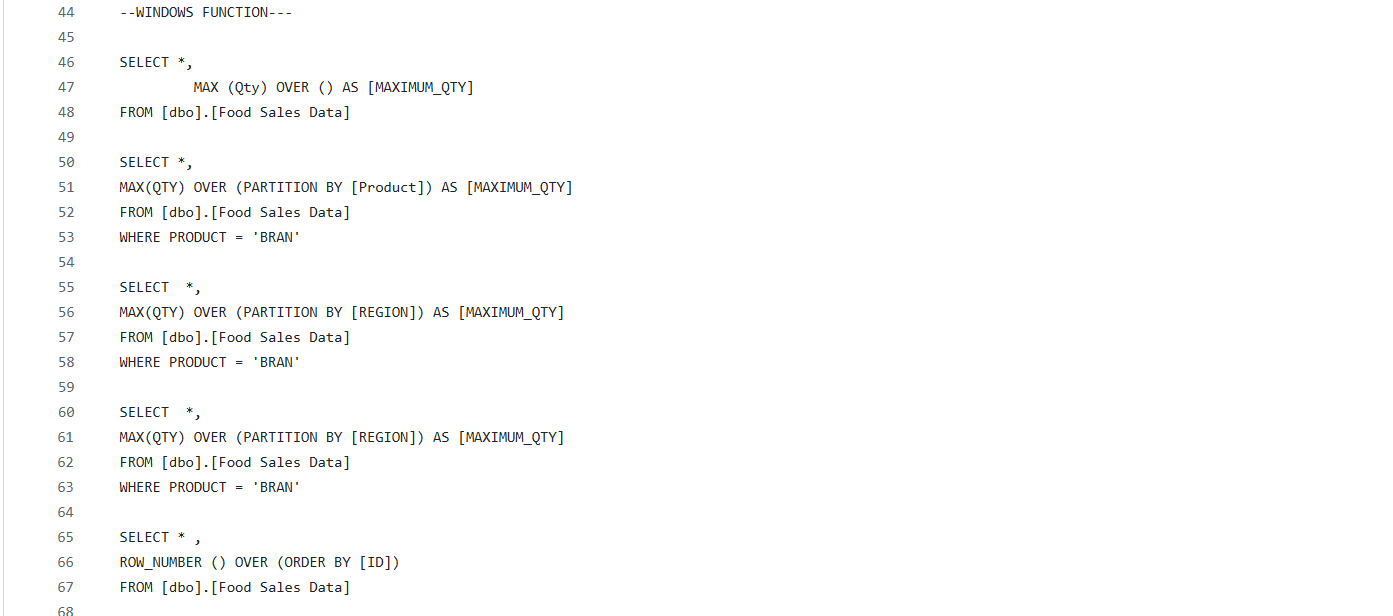 44 --WINDOWS FUNCTION---
45
46 SELECT *,
47 MAX (Qty) OVER () AS [MAXIMUM_QTY]
48 FROM [dbo].[Food Sales Data]
49
50 SELECT *,
51 MAX(QTY) OVER (PARTITION BY [Product]) AS [MAXIMUM_QTY]
52 FROM [dbo].[Food Sales Data]
53 WHERE PRODUCT = 'BRAN'
54
55 SELECT  *,
56 MAX(QTY) OVER (PARTITION BY [REGION]) AS [MAXIMUM_QTY]
57 FROM [dbo].[Food Sales Data]
58 WHERE PRODUCT = 'BRAN'
59
60 SELECT  *,
61 MAX(QTY) OVER (PARTITION BY [REGION]) AS [MAXIMUM_QTY]
62 FROM [dbo].[Food Sales Data]
63 WHERE PRODUCT = 'BRAN'
64
65 SELECT * ,
66 ROW_NUMBER () OVER (ORDER BY [ID])
67 FROM [dbo].[Food Sales Data]
68